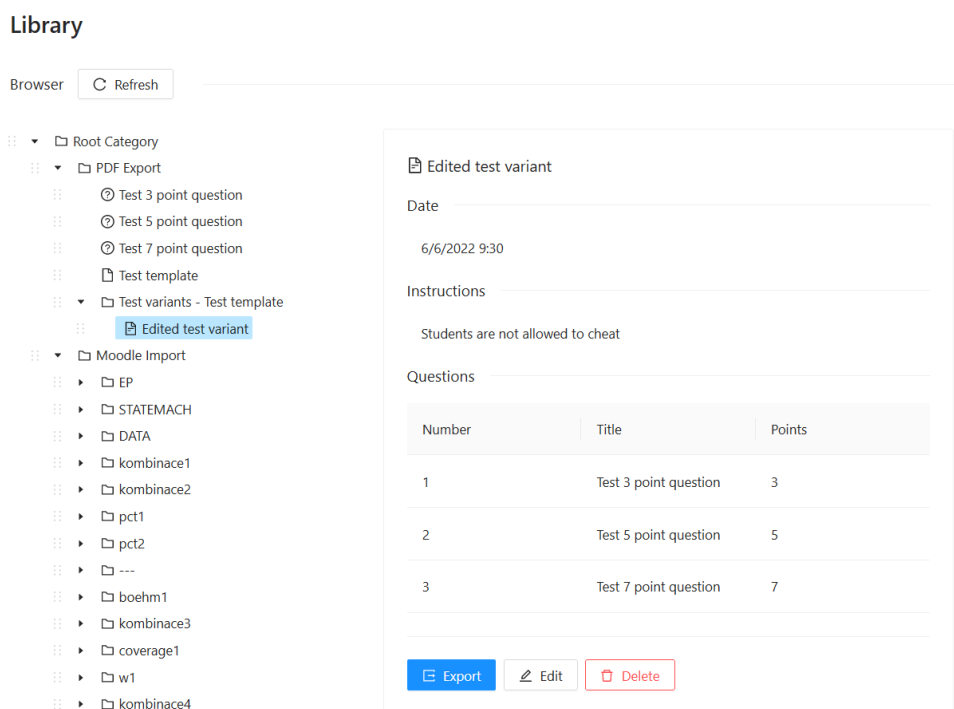 Library
Browser
Refresh
Root Category
PDF Export
Test 3 point question
Test 5 point question
Test 7 point question
Test template
Test variants - Test template
Edited test variant
Moodle Import
EP
STATEMACH
DATA
kombinace1
kombinace2
pct1
pct2
---
boehm1
kombinace3
coverage1
w1
kombinace4
Edited test variant
Date
6/6/2022 9:30
Instructions
Students are not allowed to cheat
Questions
Number Title Points
1 Test 3 point question 3
2 Test 5 point question 5
3 Test 7 point question 7
Export Edit Delete